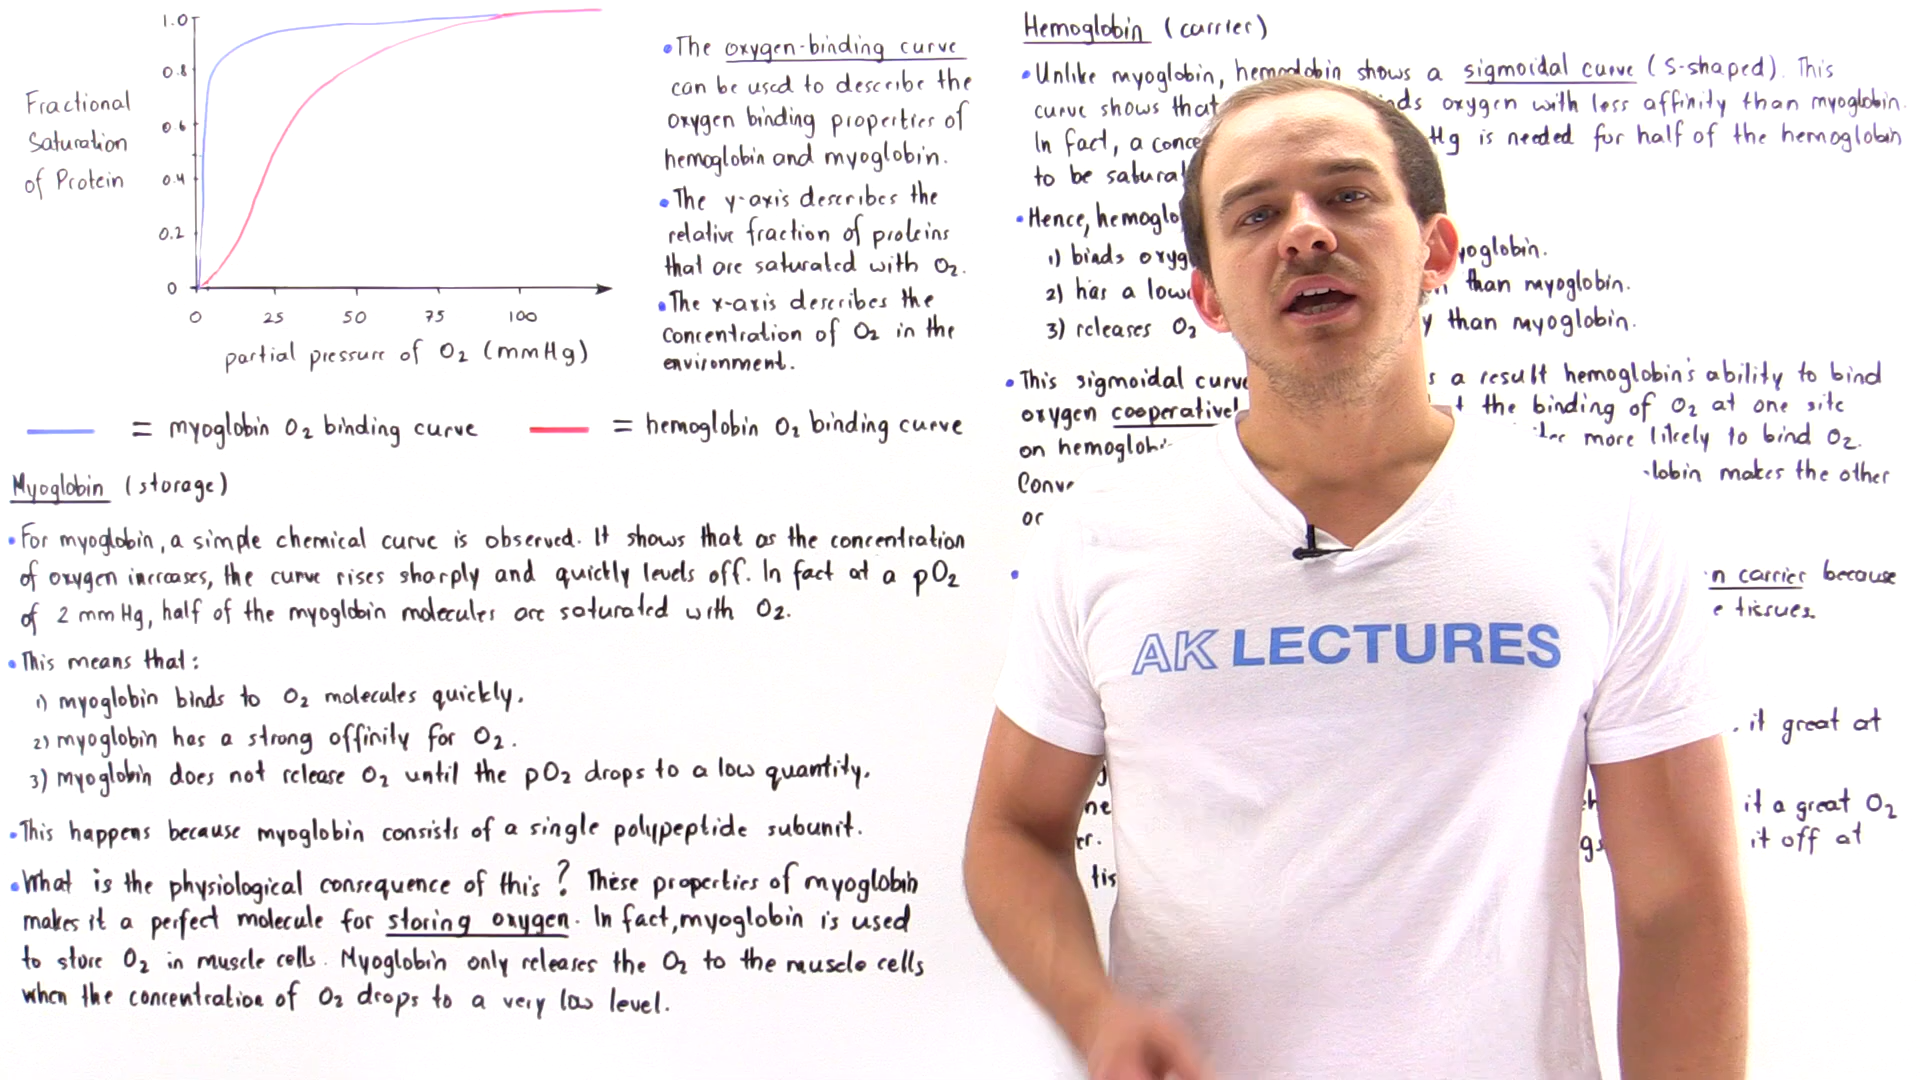 1.0
0.8
0.6
0.4
0.2
0
0 25 50 75 100
Fractional
Saturation
of Protein
partial pressure of O₂ (mmHg)
= myoglobin O₂ binding curve
= hemoglobin O₂ binding curve
• The oxygen-binding curve
can be used to describe the
oxygen binding properties of
hemoglobin and myoglobin.
• The y-axis describes the
relative fraction of proteins
that are saturated with O₂.
• The x-axis describes the
concentration of O₂ in the
environment.
Myoglobin (storage)
• For myoglobin, a simple chemical curve is observed. It shows that as the concentration
of oxygen increases, the curve rises sharply and quickly levels off. In fact at a pO₂
of 2 mmHg, half of the myoglobin molecules are saturated with O₂.
• This means that:
1) myoglobin binds to O₂ molecules quickly.
2) myoglobin has a strong affinity for O₂.
3) myoglobin does not release O₂ until the pO₂ drops to a low quantity.
• This happens because myoglobin consists of a single polypeptide subunit.
• What is the physiological consequence of this? These properties of myoglobin
makes it a perfect molecule for storing oxygen. In fact, myoglobin is used
to store O₂ in muscle cells. Myoglobin only releases the O₂ to the muscle cells
when the concentration of O₂ drops to a very low level.
Hemoglobin (carrier)
• Unlike myoglobin, hemoglobin shows a sigmoidal curve (S-shaped). This
curve shows that oxygen with less affinity than myoglobin.
In fact, a Hg is needed for half of the hemoglobin
to be
• Hence,
1) binds myoglobin.
2) has a than myoglobin.
3) releases O₂ than myoglobin.
• This sigmoidal curve a result hemoglobin's ability to bind
oxygen the binding of O₂ at one site
on more likely to bind O₂.
makes the other
or
• carrier because
tissues.
it great at
it a great O₂
it off at
AK LECTURES